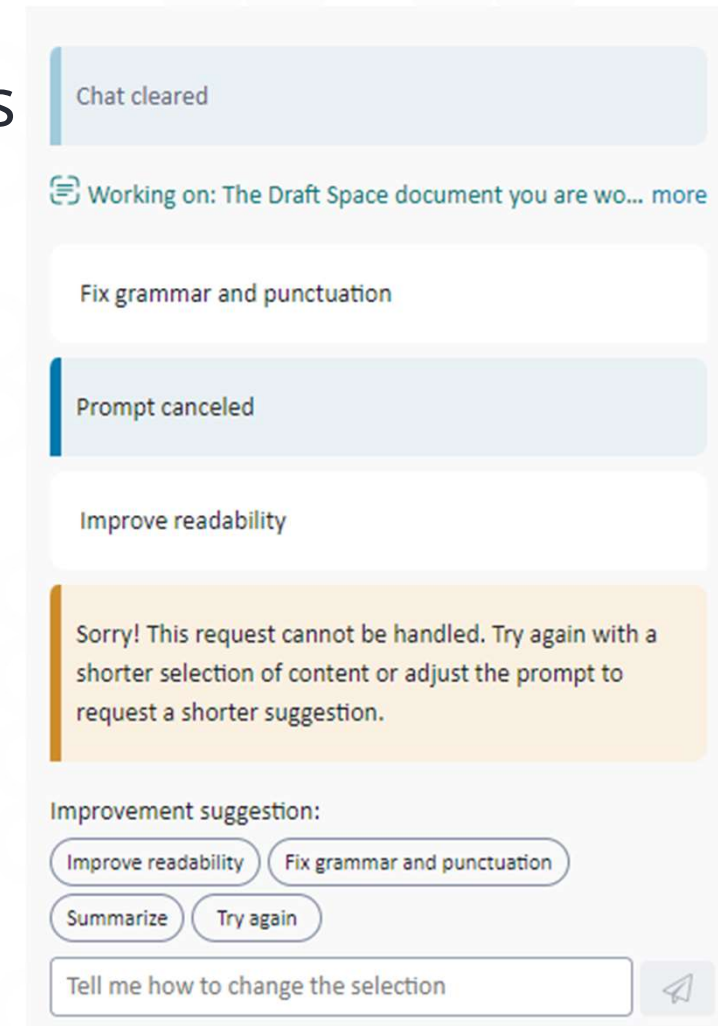 s
Chat cleared
Working on: The Draft Space document you are wo... more
Fix grammar and punctuation
Prompt canceled
Improve readability
Sorry! This request cannot be handled. Try again with a
shorter selection of content or adjust the prompt to
request a shorter suggestion.
Improvement suggestion:
Improve readability
Fix grammar and punctuation
Summarize
Try again
Tell me how to change the selection